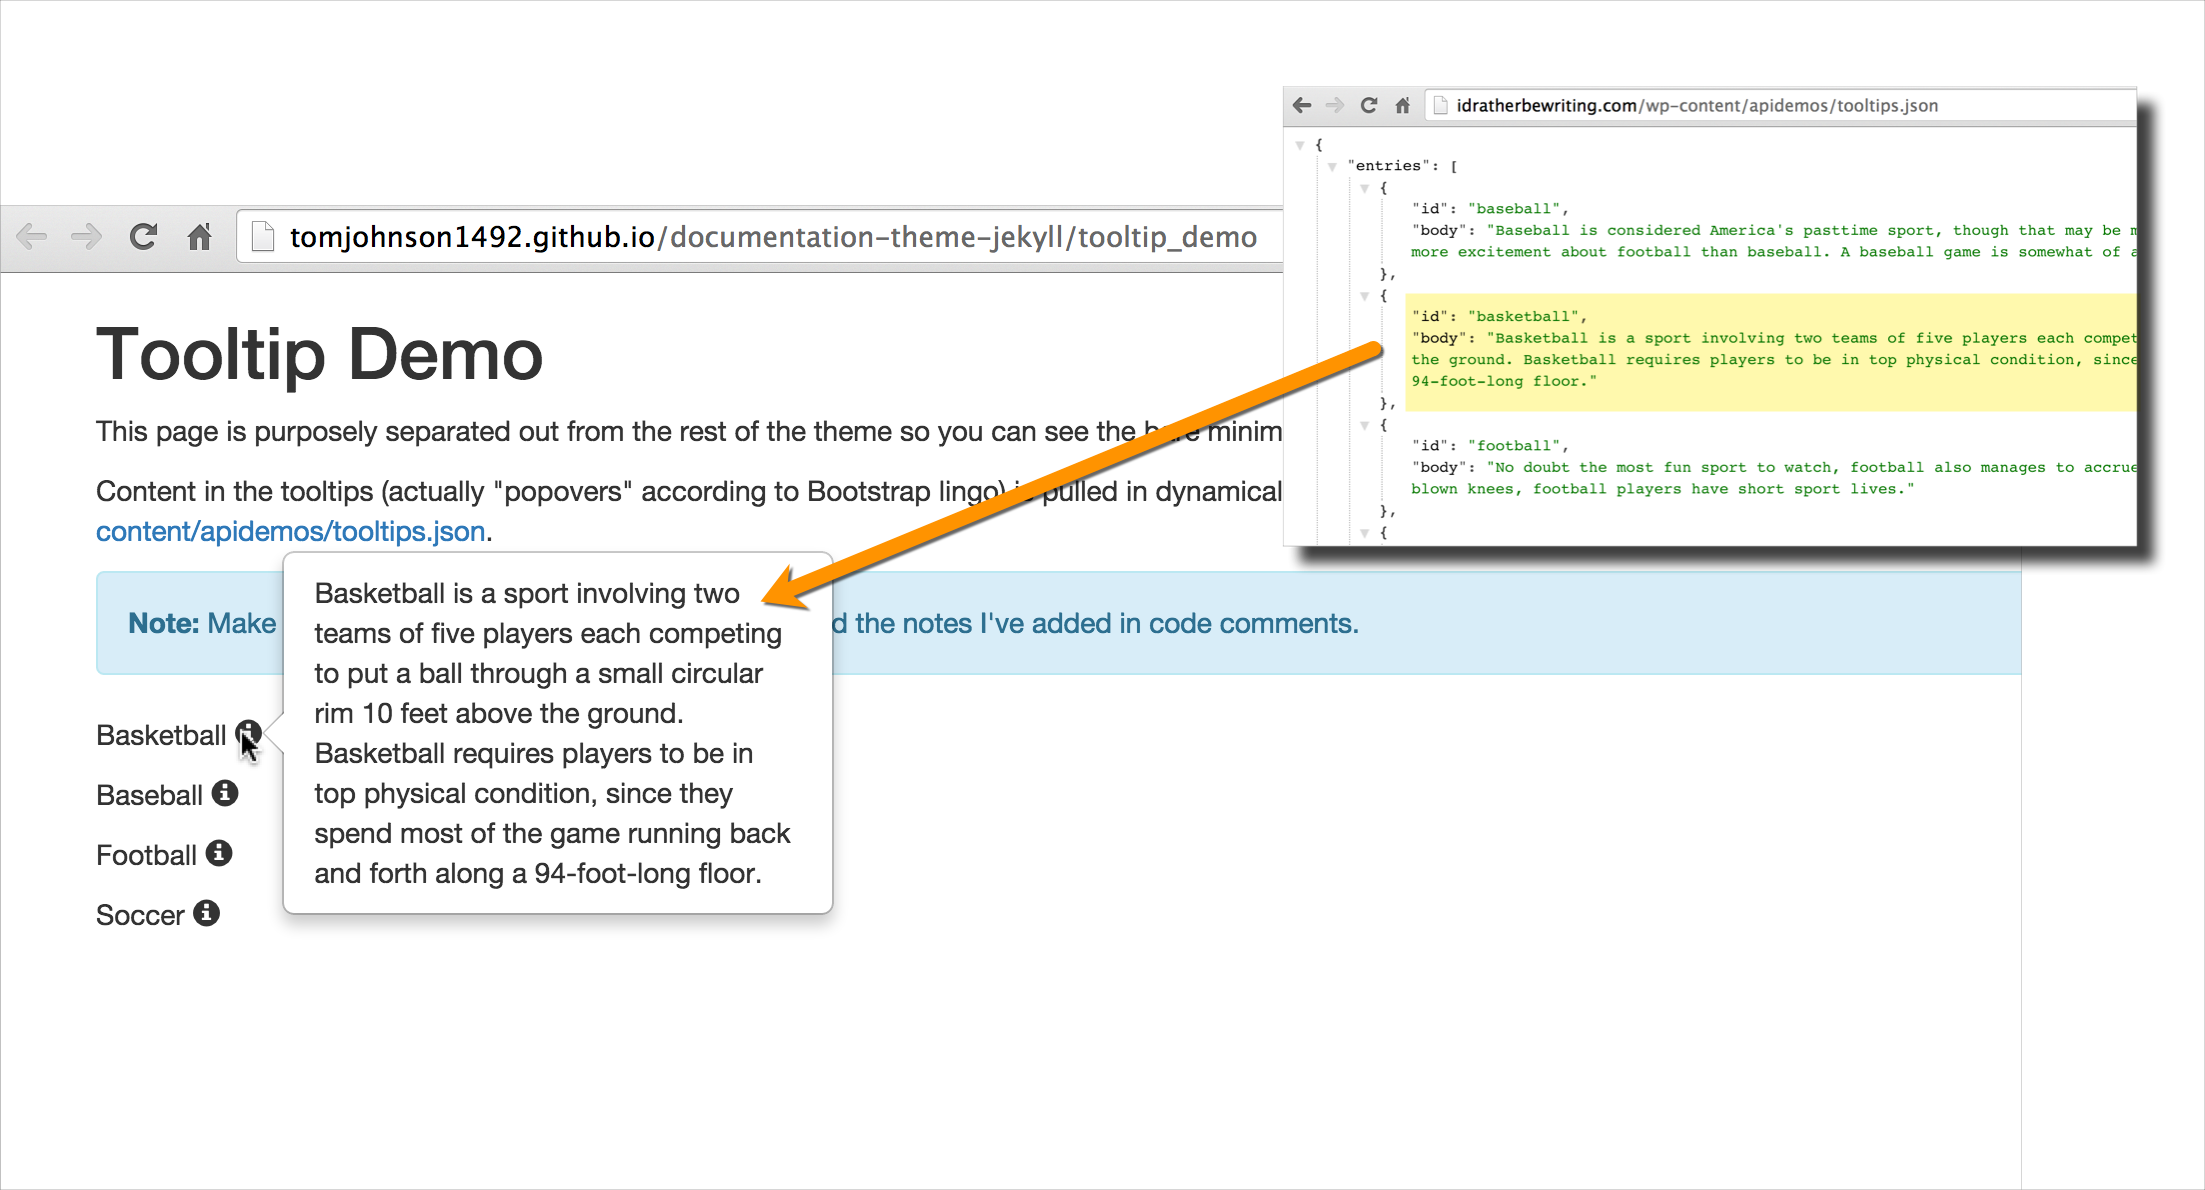 idratherbewriting.com/wp-content/apidemos/tooltips.json
{
"entries": [
{
"id": "baseball",
"body": "Baseball is considered America's pasttime sport, though that may be
more excitement about football than baseball. A baseball game is somewhat of
},
{
"id": "basketball",
"body": "Basketball is a sport involving two teams of five players each compet
the ground. Basketball requires players to be in top physical condition, since
94-foot-long floor."
},
{
"id": "football",
"body": "No doubt the most fun sport to watch, football also manages to accrue
blown knees, football players have short sport lives."
},
{
tomjohnson1492.github.io/documentation-theme-jekyll/tooltip_demo
Tooltip Demo
This page is purposely separated out from the rest of the theme so you can see the bare minim
Content in the tooltips (actually "popovers" according to Bootstrap lingo) is pulled in dynamical
content/apidemos/tooltips.json.
Note: Make
d the notes I've added in code comments.
Basketball is a sport involving two
teams of five players each competing
to put a ball through a small circular
rim 10 feet above the ground.
Basketball requires players to be in
top physical condition, since they
spend most of the game running back
and forth along a 94-foot-long floor.
Basketball
Baseball
Football
Soccer